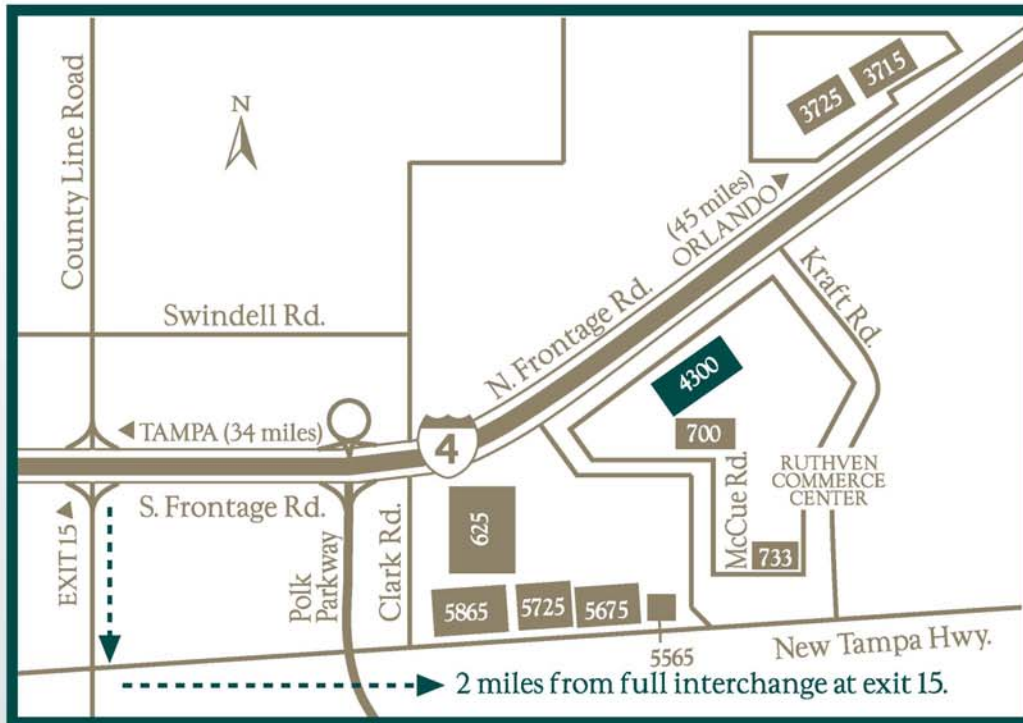 County Line Road
N
3725
3715
(45 miles)
ORLANDO
Swindell Rd.
N. Frontage Rd.
Kraft Rd.
4300
TAMPA (34 miles)
4
700
EXIT 15
S. Frontage Rd.
Polk
Parkway
Clark Rd.
625
McCue Rd.
RUTHVEN
COMMERCE
CENTER
733
5865
5725
5675
5565
New Tampa Hwy.
2 miles from full interchange at exit 15.